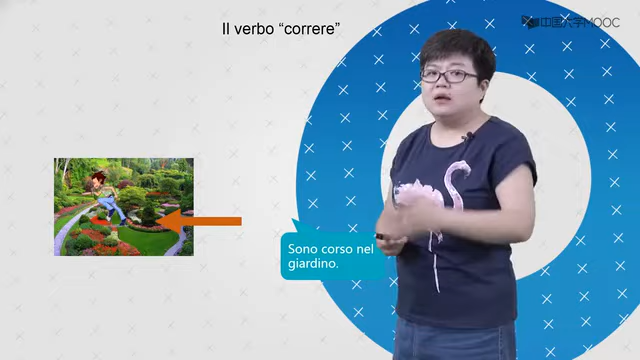 Il verbo “correre”
中国大学MOOC
Sono corso nel
giardino.